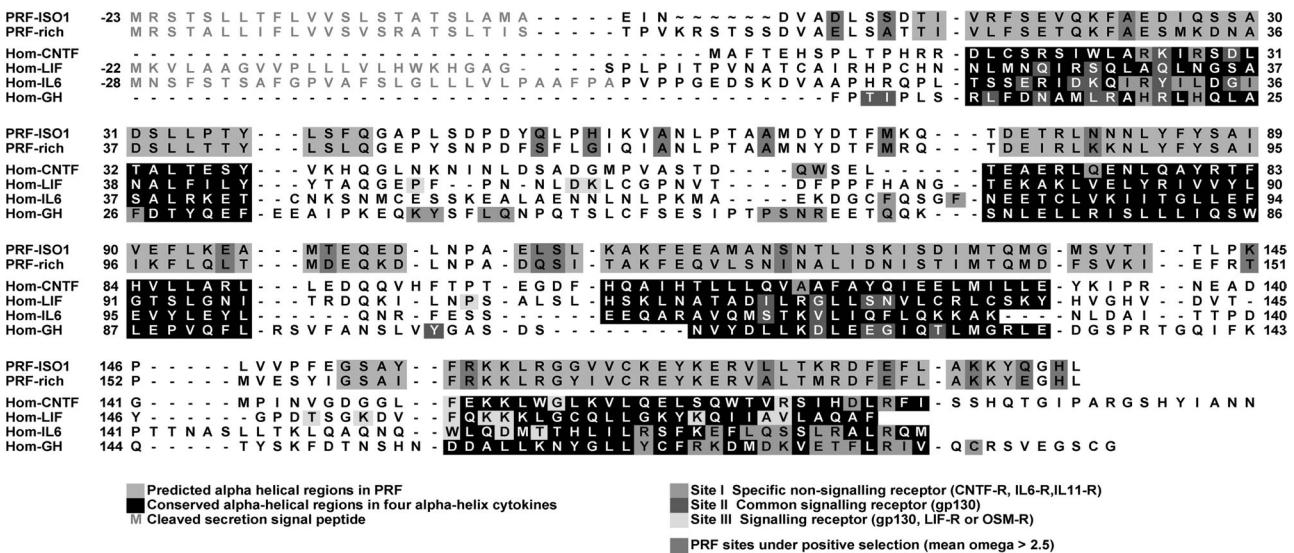 PRF-ISO1 -23 M R S T S L L T F L V V S L S T A T S L A M A - - - E I N ~ ~ ~ ~ ~ ~ D V A D L S S D T I - V R F S E V Q K F A E D I Q S S A 30
PRF-rich M R S T A L L I F L V V S R S A T S L T I S - - - - T P V K R S T S S D V A E L S A T T I - V L F S E T Q K F A E S M K D N A 36
Hom-CNTF - - - - - - - - - - - - - - - - - - - - - - - - - - - - - M A F T E H S P L T P H R R - D L C S R S I W L A R K I R S D L 31
Hom-LIF -22 M K V L A A G V V P L L L V L H W K H G A G - - - S P L P I T P V N A T C A I R H P C H N - N L M N Q I R S Q L A Q L N G S A 37
Hom-IL6 -28 M N S F S T S A F G P V A F S L G L L L V L P A A F P A P V P P G E D S K D V A A P H R Q P L - T S S E R I D K Q I R Y I L D G I 36
Hom-GH - - - - - - - - - - - - - - - - - - - - - - - - - - - - - - - - - - - F P T I P L S - R L F D N A M L R A H R L H Q L A 25
PRF-ISO1 31 D S L L P T Y - - - L S F Q G A P L S D P D Y Q L P H I K V A N L P T A A M D Y D T F M K Q - - T D E T R L N N N L Y F Y S A I 89
PRF-rich 37 D S L L T T Y - - - L S L Q G E P Y S N P D F S F L G I Q I A N L P T A A M N Y D T F M R Q - - T D E I R L K K N L Y F Y S A I 95
Hom-CNTF 32 T A L T E S Y - - - V K H Q G L N K N I N L D S A D G M P V A S T D - - - Q W S E L - - - - T E A E R L Q E N L Q A Y R T F 83
Hom-LIF 38 N A L F I L Y - - - Y T A Q G E P F - - P N - N L D K L C G P N V T - - - D F P P F H A N G - T E K A K L V E L Y R I V V Y L 90
Hom-IL6 37 S A L R K E T - - C N K S N M C E S S K E A L A E N N L N L P K M A - - - E K D G C F Q S G F - N E E T C L V K I I T G L L E F 94
Hom-GH 26 F D T Y Q E F - E E A I P K E Q K Y S F L Q N P Q T S L C F S E S I P T P S N R E E T Q Q K - - S N L E L L R I S L L L I Q S W 86
PRF-ISO1 90 V E F L K E A - - - M T E Q E D - L N P A - E L S L - K A K F E E A M A N S N T L I S K I S D I M T Q M G - M S V T I - - T L P K 145
PRF-rich 96 I K F L Q L T - - - M D E Q K D - L N P A - D Q S I - T A K F E Q V L S N I N A L I D N I S T I M T Q M D - F S V K I - - E F R T 151
Hom-CNTF 84 H V L L A R L - - - L E D Q Q V - H F T P T - E G D F - H Q A I H T L L L Q V A A F A Y Q I E E L M I L L E - Y K I P R - N E A D 140
Hom-LIF 91 G T S L G N I - - - T R D Q K I - L N P S - A L S L - H S K L N A T A D I L R G L L S N V L C R L C S K Y - H V G H V - - D V T - 145
Hom-IL6 95 E V Y L E Y L - - - - - - - - - - Q N R - F E S S - - - E E Q A R A V Q M S T K V L I Q F L Q K K A K - - - N L D A I - - T T P D 140
Hom-GH 87 L E P V Q F L - R S V F A N S L V Y G A S - D S - - - - - N V Y D L L K D L E E G I Q T L M G R L E - D G S P R T G Q I F K 143
PRF-ISO1 146 P - - - - - L V V P F E G S A Y - - F R K K L R G G V V C K E Y K E R V L L T K R D F E F L - A K K Y Q G H L
PRF-rich 152 P - - - - - M V E S Y I G S A I - - F R K K L R G Y I V C R E Y K E R V A L T M R D F E F L - A K K Y E G H L
Hom-CNTF 141 G - - - - - M P I N V G D G G L - - F E K K L W G L K V L Q E L S Q W T V R S I H D L R F I - S S H Q T G I P A R G S H Y I A N N
Hom-LIF 146 Y - - - - - G P D T S G K D V - - F Q K K K L G C Q L L G K Y K Q I I A V L A Q A F
Hom-IL6 141 P T T N A S L L T K L Q A Q N Q - - W L Q D M T T H L I L R S F K E F L Q S S L R A L R Q M
Hom-GH 144 Q - - - - - T Y S K F D T N S H N - D D A L L K N Y G L L Y C F R K D M D K V E T F L R I V - Q C R S V E G S C G
Predicted alpha helical regions in PRF
Conserved alpha-helical regions in four alpha-helix cytokines
M Cleaved secretion signal peptide
Site I Specific non-signalling receptor (CNTF-R, IL6-R,IL11-R)
Site II Common signalling receptor (gp130)
Site III Signalling receptor (gp130, LIF-R or OSM-R)
PRF sites under positive selection (mean omega > 2.5)